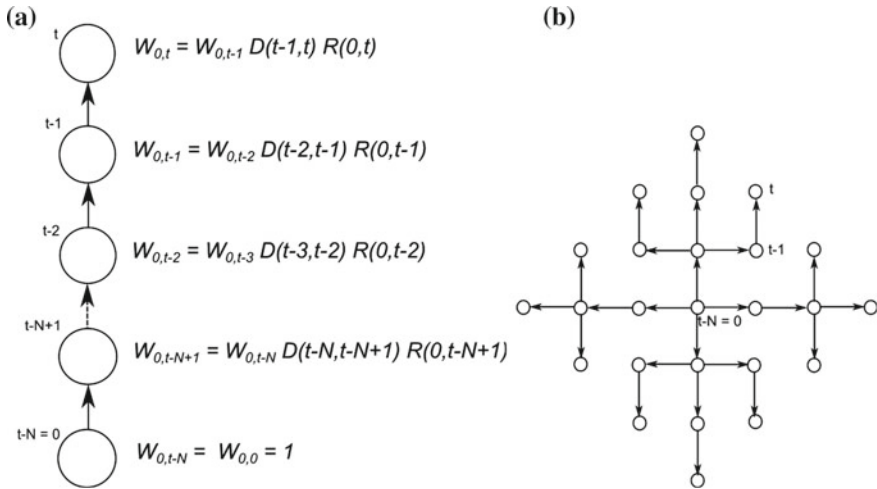 (a)
t
W0,t = W0,t-1 D(t-1,t) R(0,t)
t-1
W0,t-1 = W0,t-2 D(t-2,t-1) R(0,t-1)
t-2
W0,t-2 = W0,t-3 D(t-3,t-2) R(0,t-2)
t-N+1
W0,t-N+1 = W0,t-N D(t-N,t-N+1) R(0,t-N+1)
t-N = 0
W0,t-N = W0,0 = 1
(b)
t
t-1
t-N = 0